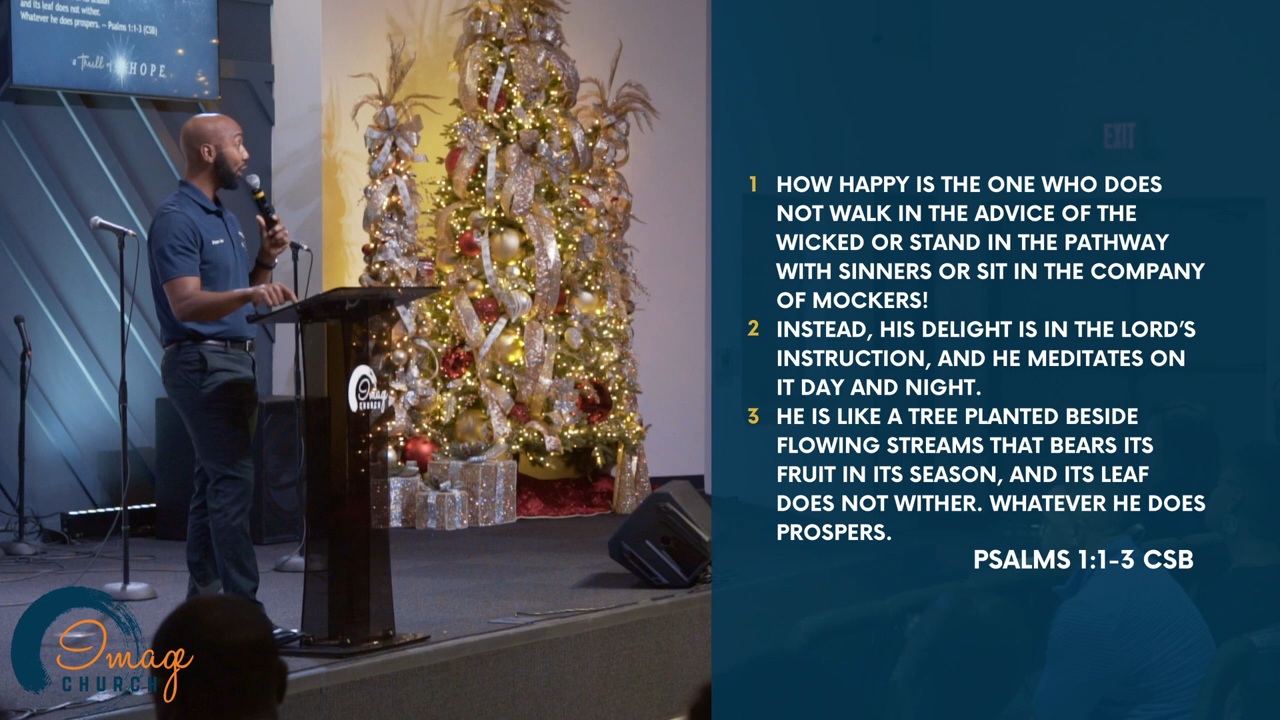 and its leaf does not wither.
Whatever he does prospers. – Psalms 1:1-3 (CSB)
a Thrill of HOPE
Image
CHURCH
EXIT
1 HOW HAPPY IS THE ONE WHO DOES
NOT WALK IN THE ADVICE OF THE
WICKED OR STAND IN THE PATHWAY
WITH SINNERS OR SIT IN THE COMPANY
OF MOCKERS!
2 INSTEAD, HIS DELIGHT IS IN THE LORD’S
INSTRUCTION, AND HE MEDITATES ON
IT DAY AND NIGHT.
3 HE IS LIKE A TREE PLANTED BESIDE
FLOWING STREAMS THAT BEARS ITS
FRUIT IN ITS SEASON, AND ITS LEAF
DOES NOT WITHER. WHATEVER HE DOES
PROSPERS.
PSALMS 1:1-3 CSB
Image
CHURCH